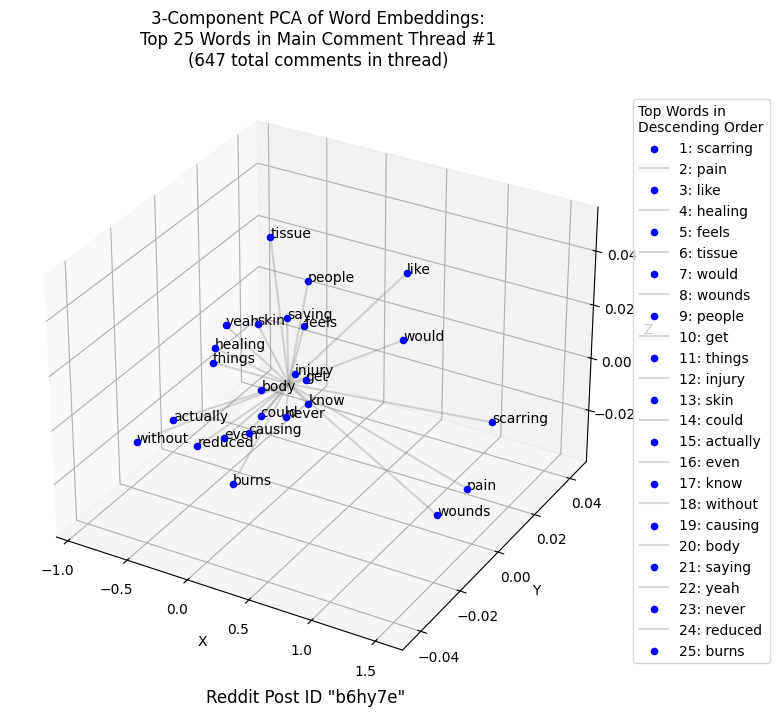 3-Component PCA of Word Embeddings:
Top 25 Words in Main Comment Thread #1
(647 total comments in thread)
Top Words in
Descending Order
1: scarring
2: pain
3: like
4: healing
5: feels
6: tissue
7: would
8: wounds
9: people
10: get
11: things
12: injury
13: skin
14: could
15: actually
16: even
17: know
18: without
19: causing
20: body
21: saying
22: yeah
23: never
24: reduced
25: burns
tissue
people
like
saying
yeah
skin
feels
would
healing
things
injury
get
body
know
could
never
actually
scarring
causing
even
without
reduced
burns
pain
wounds
0.04
0.02
Z
0.00
−0.02
0.04
0.02
0.00
Y
−0.02
−0.04
−1.0
−0.5
0.0
0.5
X
1.0
1.5
Reddit Post ID "b6hy7e"